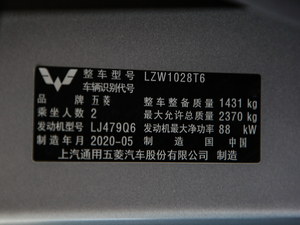 整车型号 LZW1028T6
车辆识别代号
品牌 五菱 整车整备质量 1431 kg
乘坐人数 2 最大允许总质量 2370 kg
发动机型号 LJ479Q6 发动机最大净功率 88 kW
制造年月 2020-05 制造国 中国
上汽通用五菱汽车股份有限公司 制造